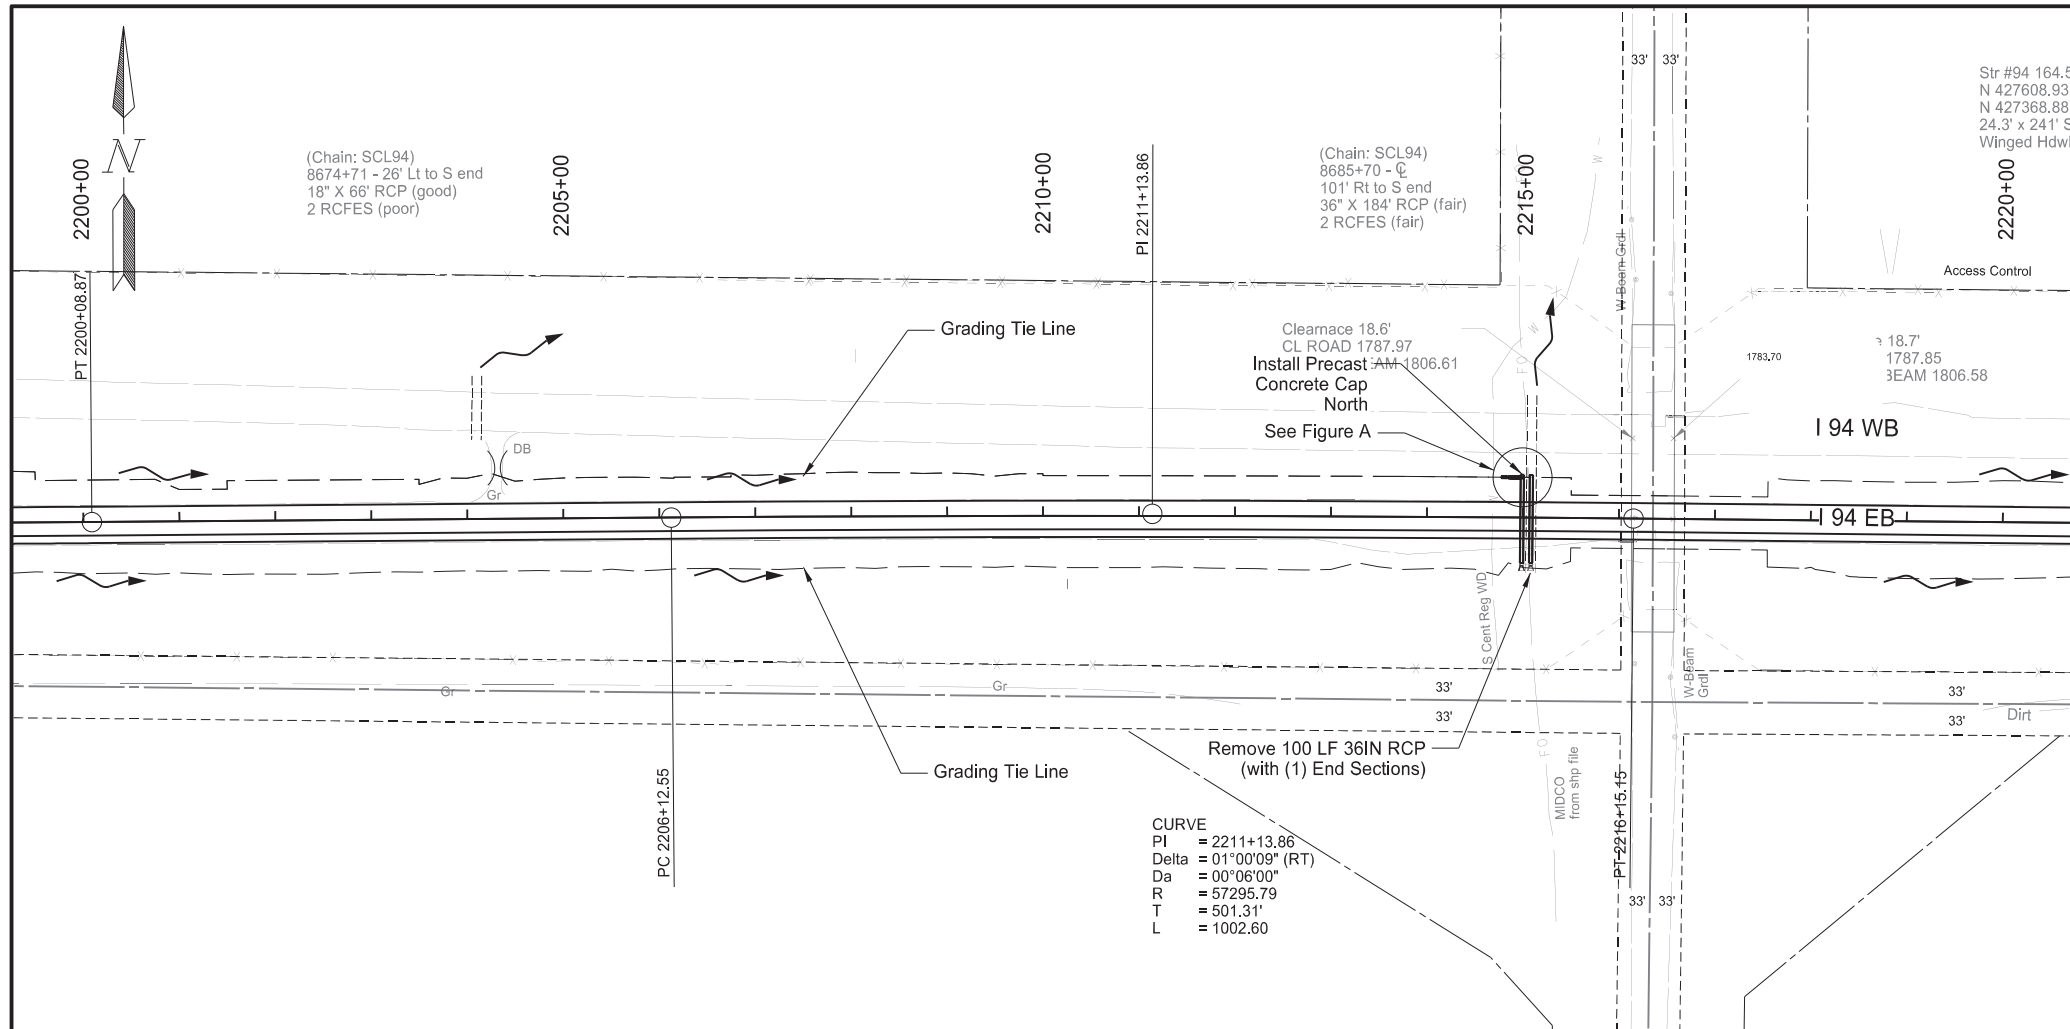 N
2200+00
PT 2200+08.87
(Chain: SCL94)
8674+71 - 26' Lt to S end
18" X 66' RCP (good)
2 RCFES (poor)
2205+00
2210+00
PI 2211+13.86
(Chain: SCL94)
8685+70 - ℄
101' Rt to S end
36" X 184' RCP (fair)
2 RCFES (fair)
2215+00
33'
33'
W-Beam Grdl
Str #94 164.5
N 427608.93
N 427368.88
24.3' x 241' S
Winged Hdwl
2220+00
Access Control
Grading Tie Line
Clearnace 18.6'
CL ROAD 1787.97
EAM 1806.61
Install Precast
Concrete Cap
North
See Figure A
W
W
FO
1783.70
18.7'
1787.85
BEAM 1806.58
I 94 WB
DB
Gr
I 94 EB
S Cent Reg WD
Gr
Gr
33'
33'
W-Beam
Grdl
33'
33'
Dirt
Grading Tie Line
Remove 100 LF 36IN RCP
(with (1) End Sections)
FO
MIDCO
from shp file
PC 2206+12.55
PT 2216+15.15
CURVE
PI = 2211+13.86
Delta = 01°00'09" (RT)
Da = 00°06'00"
R = 57295.79
T = 501.31'
L = 1002.60
33'
33'